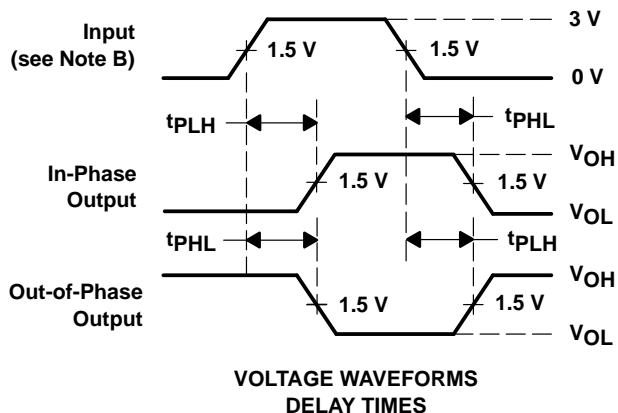 3 V
Input
(see Note B)
1.5 V
1.5 V
0 V
tPLH
tPHL
VOH
In-Phase
Output
1.5 V
1.5 V
VOL
tPHL
tPLH
VOH
Out-of-Phase
Output
1.5 V
1.5 V
VOL
VOLTAGE WAVEFORMS
DELAY TIMES